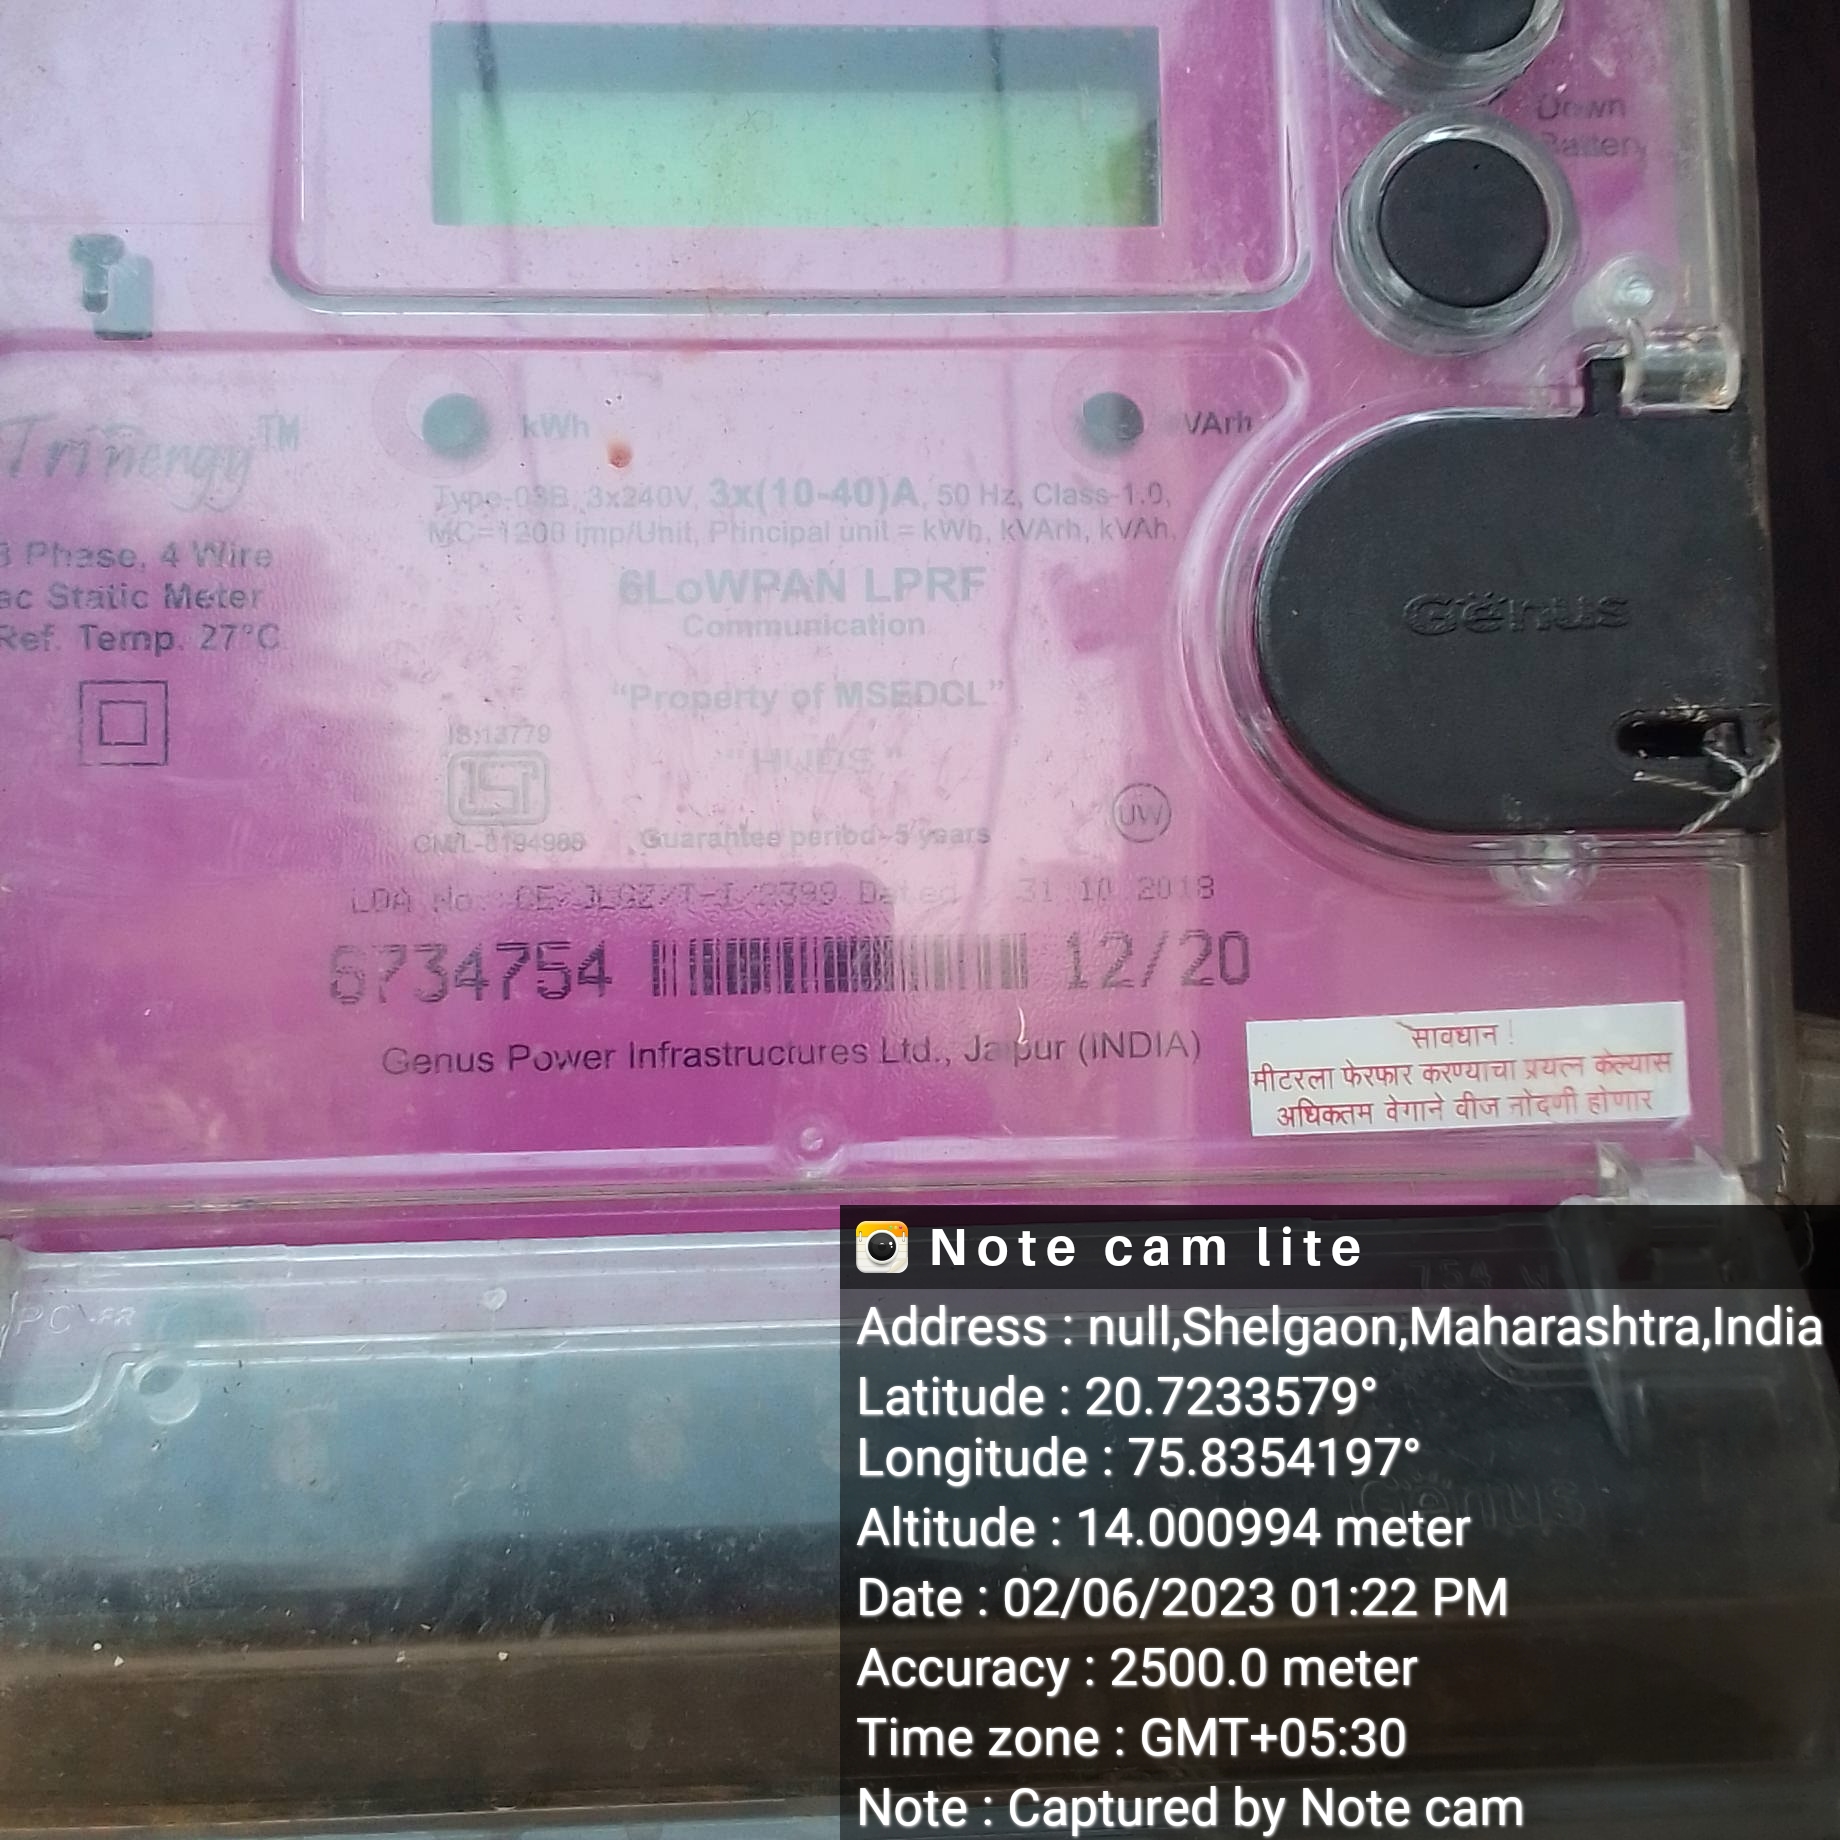 Down
Battery
kWh
kVArh
Trinergy™
Type-03B, 3x240V, 3x(10-40)A, 50 Hz, Class-1.0,
MC=1200 imp/Unit, Principal unit = kWh, kVArh, kVAh,
3 Phase, 4 Wire
ac Static Meter
Ref. Temp. 27°C
6LoWPAN LPRF
Communication
"Property of MSEDCL"
IS:13779
ISI
UW
Guarantee period-5 years
Genus
LOA No. Dated 31 10 2018
6734754 12/20
Genus Power Infrastructures Ltd., Jaipur (INDIA)
सावधान !
मीटरला फेरफार करण्याचा प्रयत्न केल्यास
अधिकतम वेगाने वीज नोंदणी होणार
Note cam lite
Address : null,Shelgaon,Maharashtra,India
Latitude : 20.7233579°
Longitude : 75.8354197°
Altitude : 14.000994 meter
Date : 02/06/2023 01:22 PM
Accuracy : 2500.0 meter
Time zone : GMT+05:30
Note : Captured by Note cam
Genus